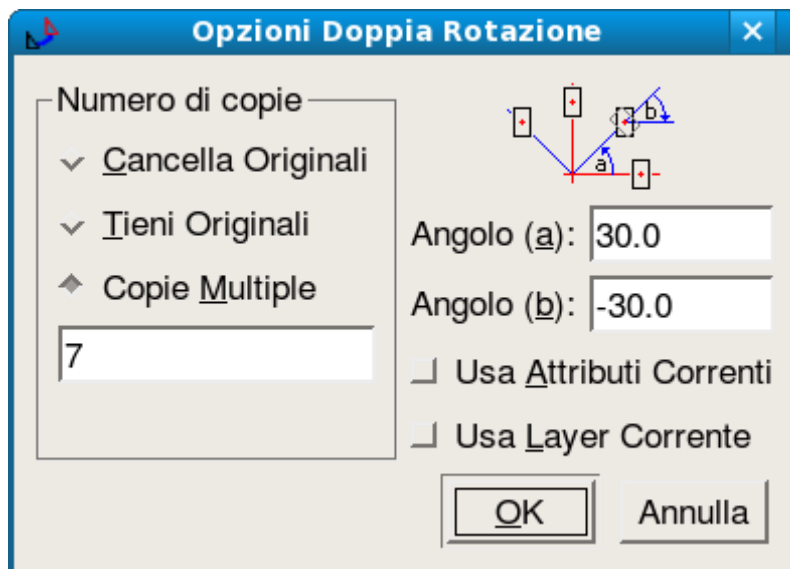 Opzioni Doppia Rotazione
Numero di copie
Cancella Originali
Tieni Originali
Copie Multiple
7
b
a
Angolo (a): 30.0
Angolo (b): -30.0
Usa Attributi Correnti
Usa Layer Corrente
OK
Annulla